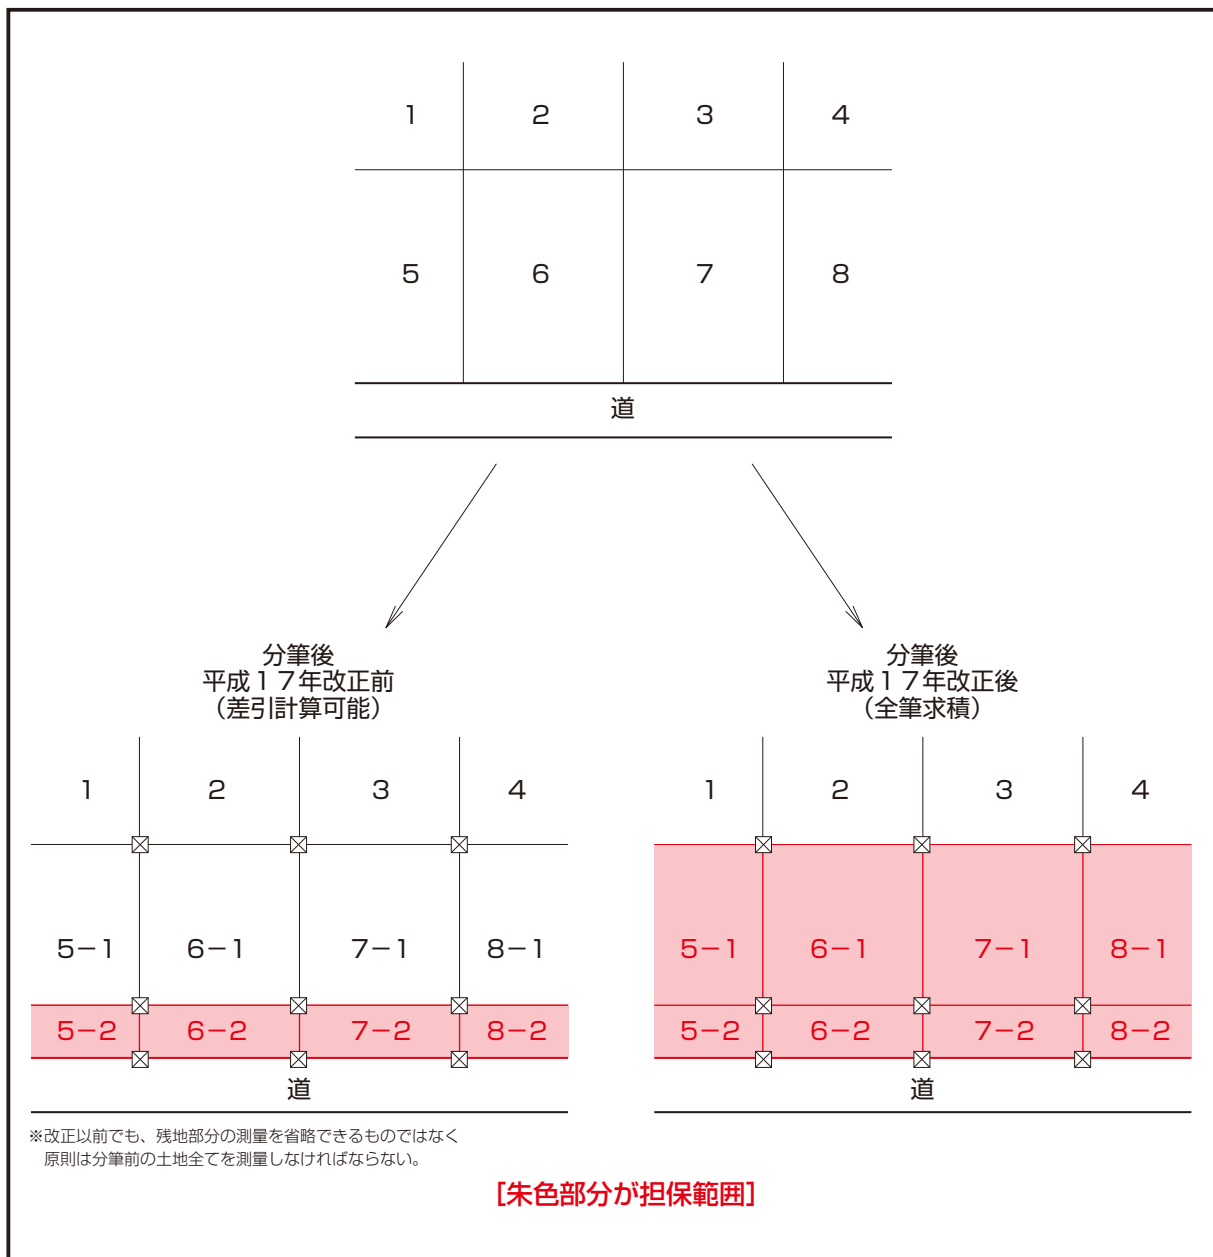 1 2 3 4
5 6 7 8
道
分筆後
平成17年改正前
(差引計算可能)
1 2 3 4
5−1 6−1 7−1 8−1
5−2 6−2 7−2 8−2
道
※改正以前でも、残地部分の測量を省略できるものではなく
原則は分筆前の土地全てを測量しなければならない。
分筆後
平成17年改正後
(全筆求積)
1 2 3 4
5−1 6−1 7−1 8−1
5−2 6−2 7−2 8−2
道
[朱色部分が担保範囲]